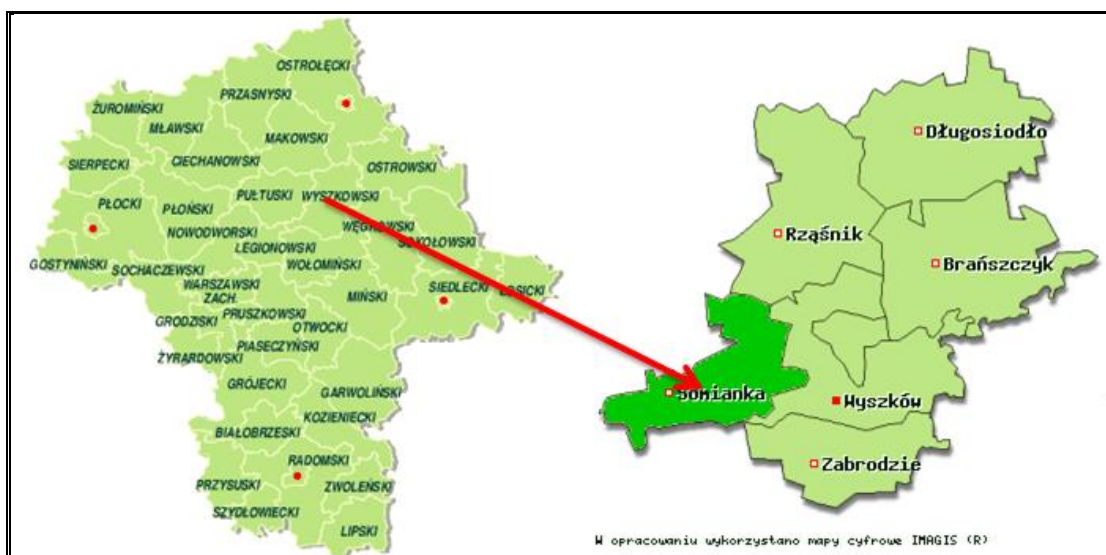 OSTROŁĘCKI
PRZASNYSKI
ŻUROMIŃSKI
MŁAWSKI
MAKOWSKI
CIECHANOWSKI
OSTROWSKI
SIERPECKI
PUŁTUSKI
WYSZKOWSKI
PŁOCKI
PŁOŃSKI
WĘGROWSKI
NOWODWORSKI
SOKOŁOWSKI
LEGIONOWSKI
GOSTYNIŃSKI
SOCHACZEWSKI
WOŁOMIŃSKI
WARSZAWSKI
ZACH.
MIŃSKI
SIEDLECKI
ŁOSICKI
PRUSZKOWSKI
GRODZISKI
OTWOCKI
PIASECZYŃSKI
ŻYRARDOWSKI
GRÓJECKI
GARWOLIŃSKI
KOZIENICKI
BIAŁOBRZESKI
RADOMSKI
PRZYSUSKI
ZWOLEŃSKI
SZYDŁOWIECKI
LIPSKI
Długosiodło
Rząśnik
Brańszczyk
Somianka
Wyszków
Zabrodzie
W opracowaniu wykorzystano mapy cyfrowe IMAGIS (R)